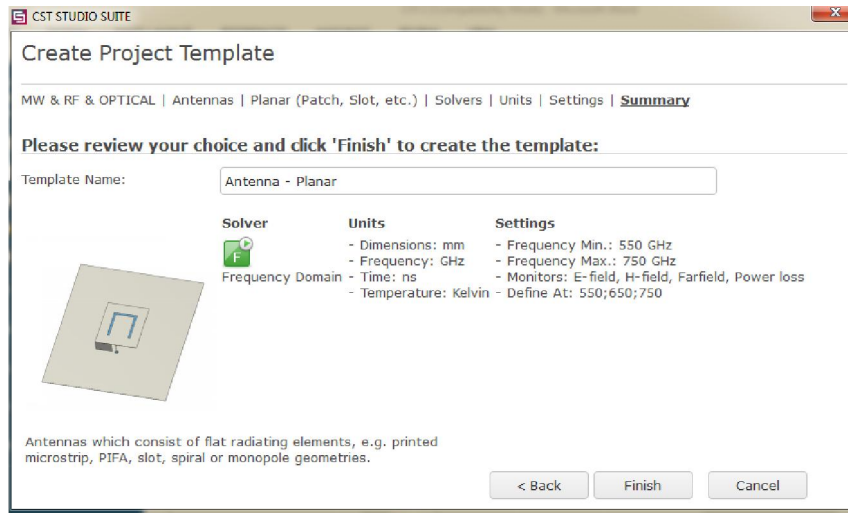 CST STUDIO SUITE
Create Project Template
MW & RF & OPTICAL | Antennas | Planar (Patch, Slot, etc.) | Solvers | Units | Settings | Summary
Please review your choice and click 'Finish' to create the template:
Template Name: Antenna - Planar
Solver Units Settings
- Dimensions: mm - Frequency Min.: 550 GHz
F - Frequency: GHz - Frequency Max.: 750 GHz
Frequency Domain - Time: ns - Monitors: E-field, H-field, Farfield, Power loss
- Temperature: Kelvin - Define At: 550;650;750
Antennas which consist of flat radiating elements, e.g. printed
microstrip, PIFA, slot, spiral or monopole geometries.
< Back Finish Cancel